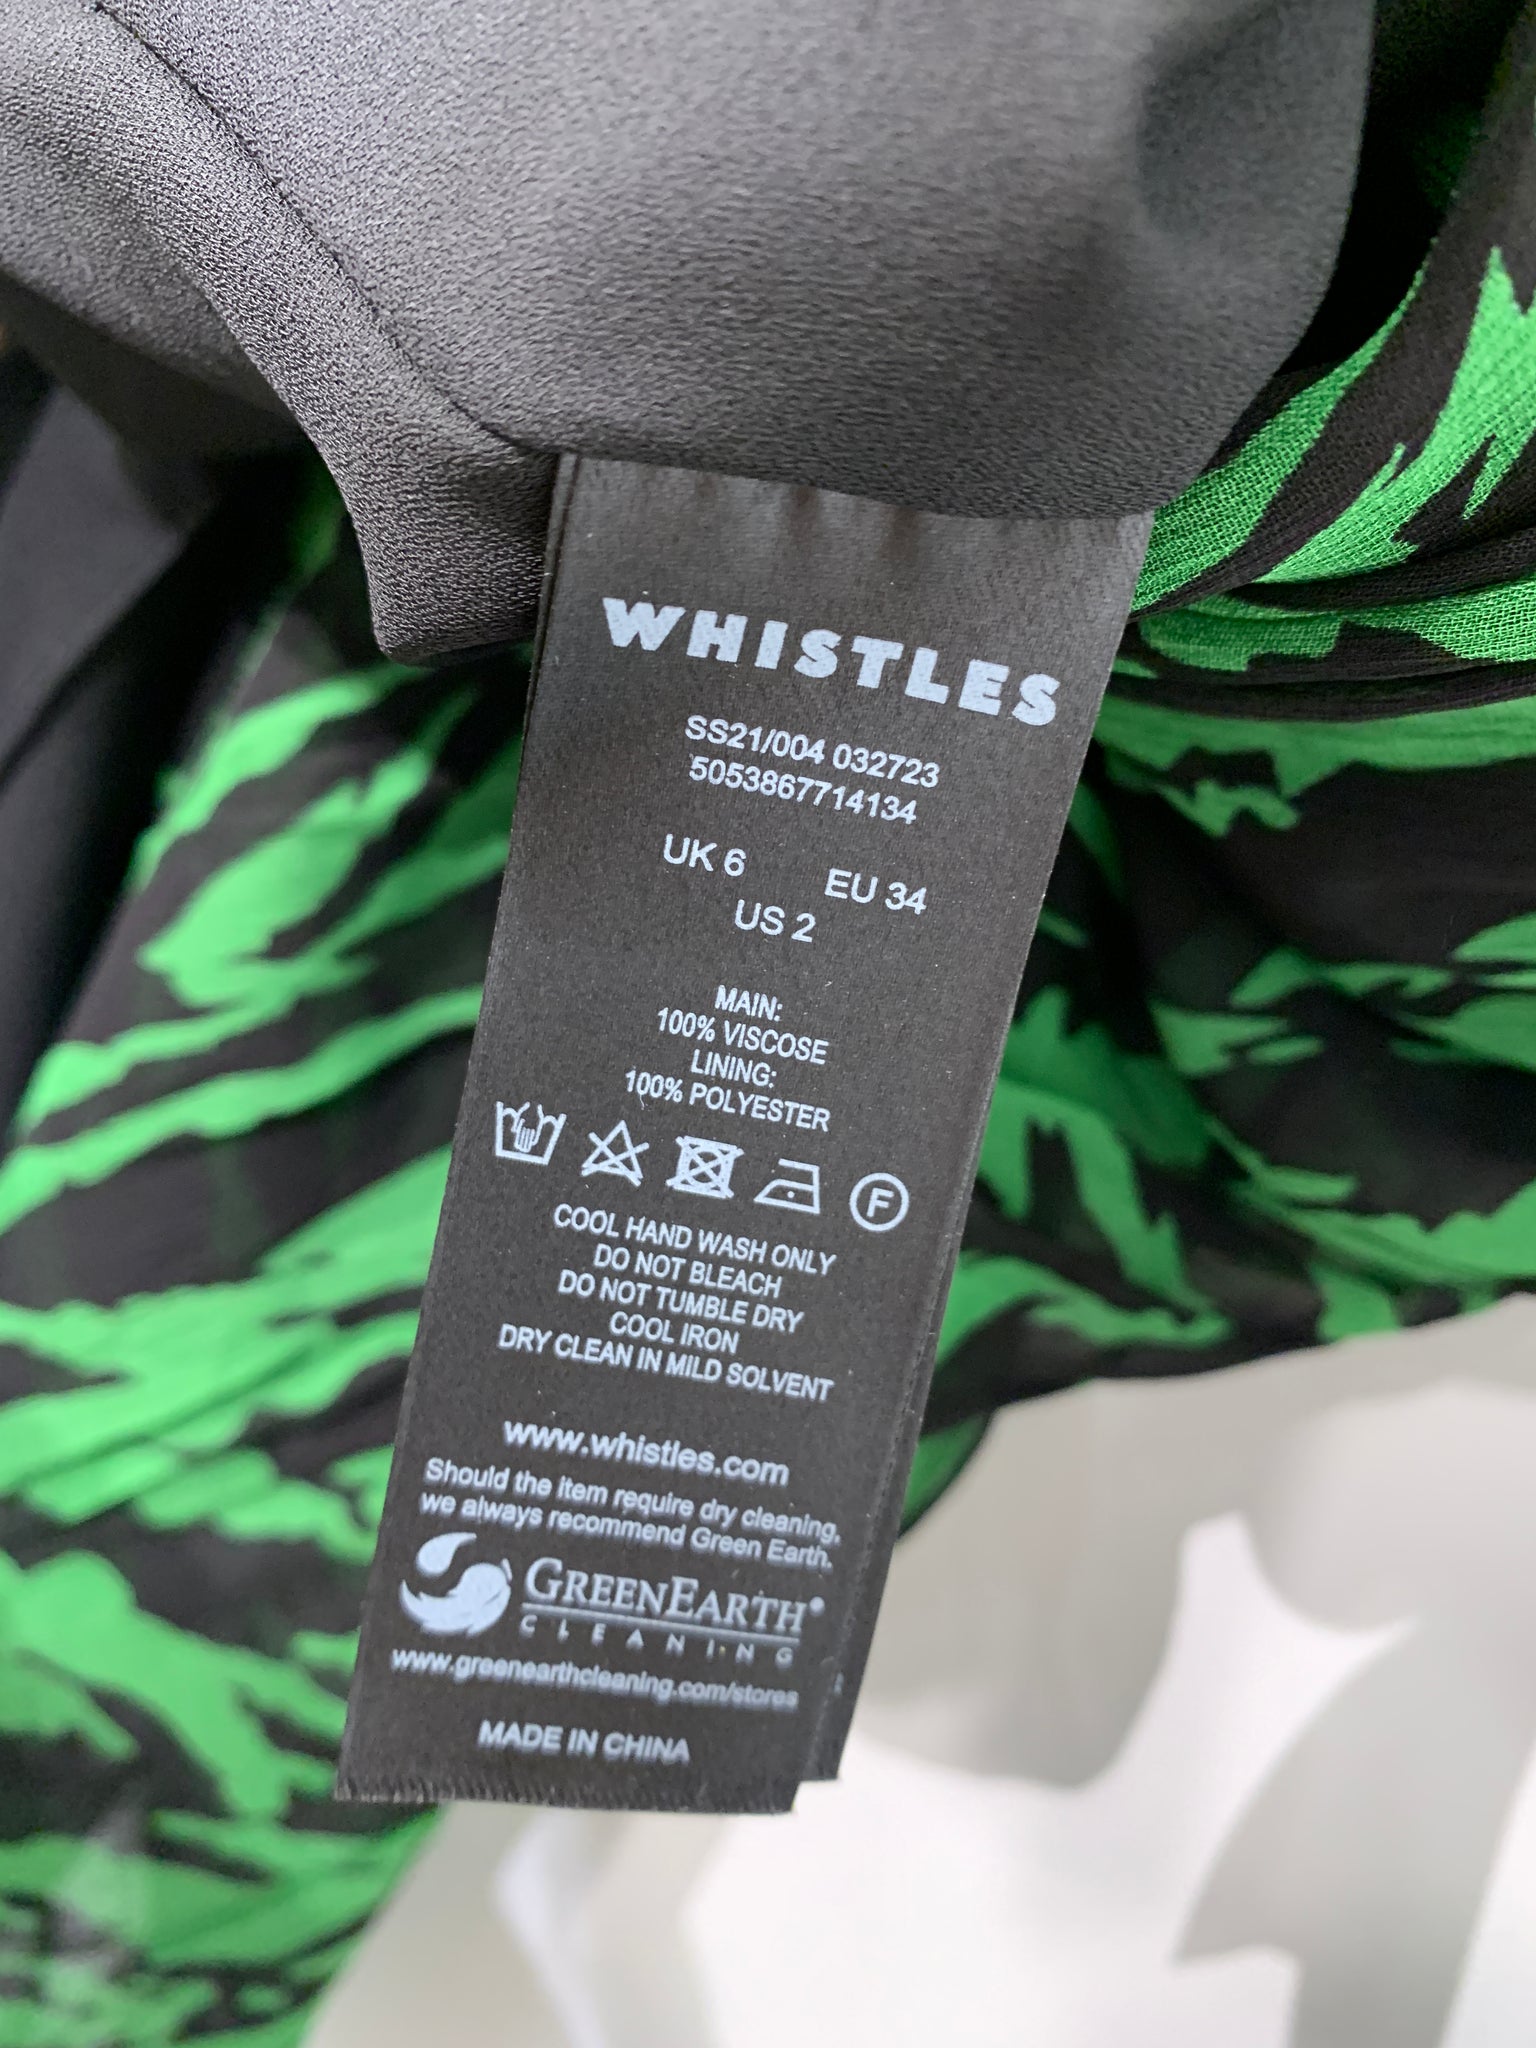 WHISTLES
SS21/004 032723
5053867714134
UK 6 EU 34
US 2
MAIN:
100% VISCOSE
LINING:
100% POLYESTER
F
COOL HAND WASH ONLY
DO NOT BLEACH
DO NOT TUMBLE DRY
COOL IRON
DRY CLEAN IN MILD SOLVENT
www.whistles.com
Should the item require dry cleaning,
we always recommend Green Earth.
GREENEARTH®
CLEANING
www.greenearthcleaning.com/stores
MADE IN CHINA